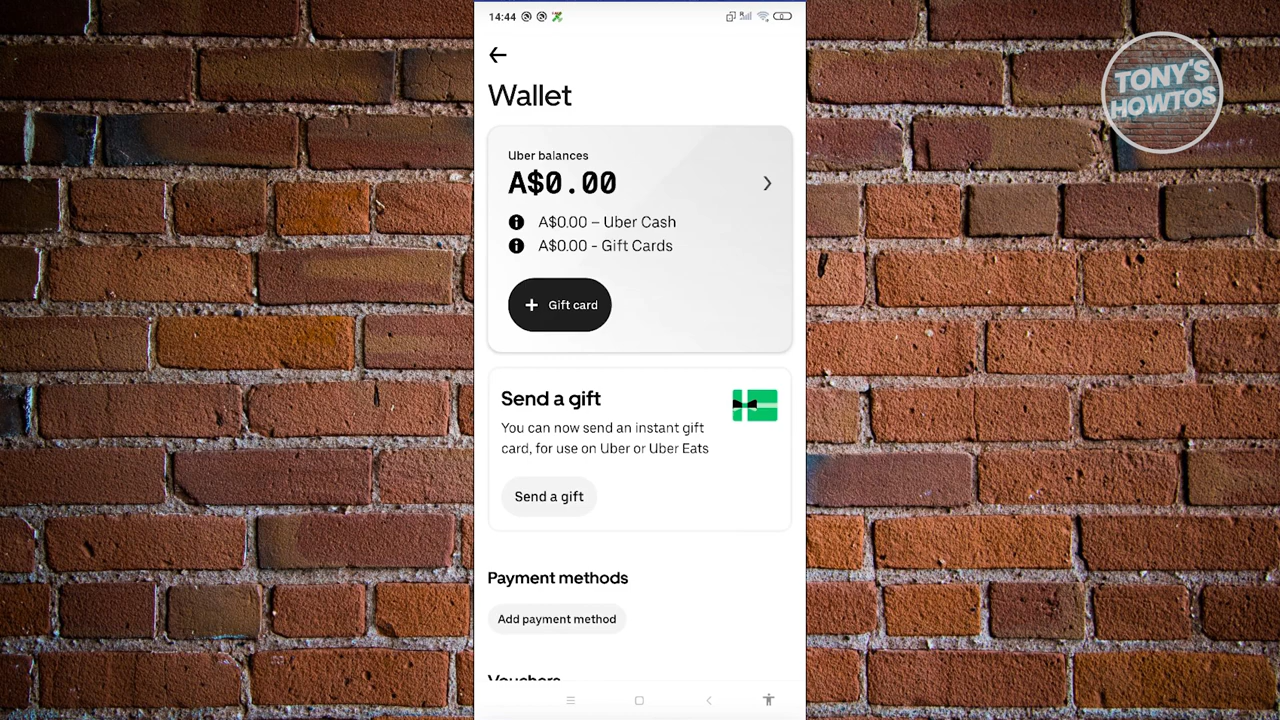 14:44
TONY'S
HOWTOS
Wallet
Uber balances
A$0.00
A$0.00 – Uber Cash
A$0.00 - Gift Cards
+ Gift card
Send a gift
You can now send an instant gift
card, for use on Uber or Uber Eats
Send a gift
Payment methods
Add payment method
Vouchers